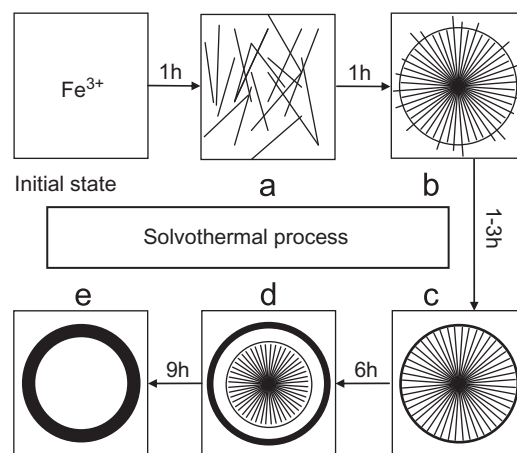 Fe³⁺
1h
1h
Initial state
a
b
1-3h
Solvothermal process
e
d
c
9h
6h